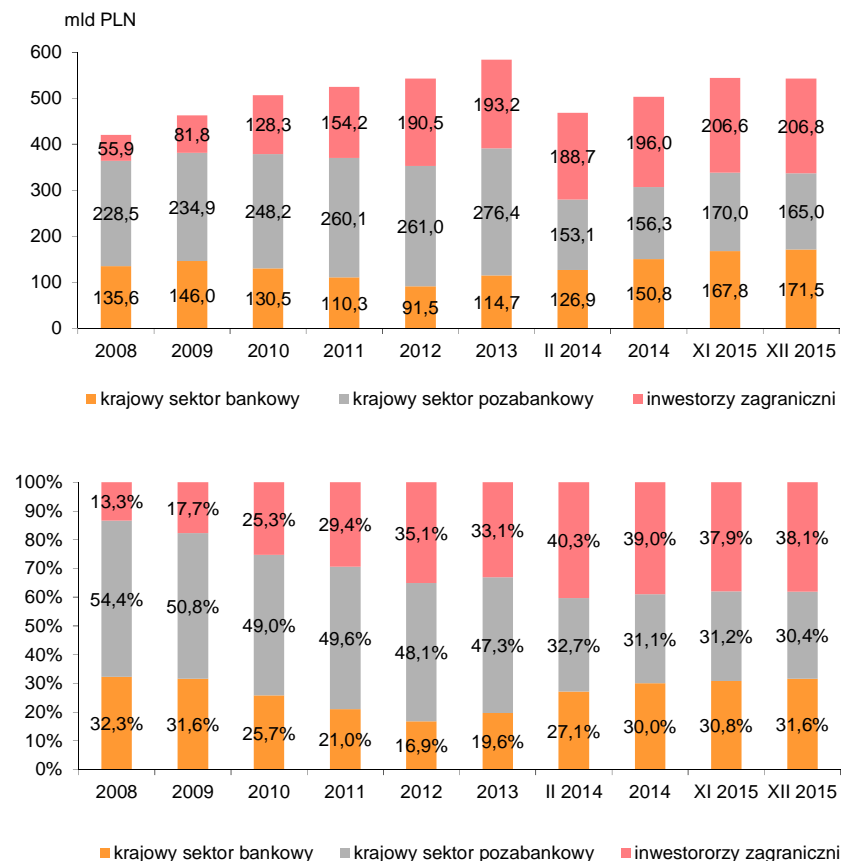 mld PLN
600
500
400
300
200
100
0
55,9 81,8 128,3 154,2 190,5 193,2 188,7 196,0 206,6 206,8
228,5 234,9 248,2 260,1 261,0 276,4 153,1 156,3 170,0 165,0
135,6 146,0 130,5 110,3 91,5 114,7 126,9 150,8 167,8 171,5
2008 2009 2010 2011 2012 2013 II 2014 2014 XI 2015 XII 2015
krajowy sektor bankowy krajowy sektor pozabankowy inwestorzy zagraniczni
100%
90%
80%
70%
60%
50%
40%
30%
20%
10%
0%
13,3% 17,7% 25,3% 29,4% 35,1% 33,1% 40,3% 39,0% 37,9% 38,1%
54,4% 50,8% 49,0% 49,6% 48,1% 47,3% 32,7% 31,1% 31,2% 30,4%
32,3% 31,6% 25,7% 21,0% 16,9% 19,6% 27,1% 30,0% 30,8% 31,6%
2008 2009 2010 2011 2012 2013 II 2014 2014 XI 2015 XII 2015
krajowy sektor bankowy krajowy sektor pozabankowy inwestororzy zagraniczni